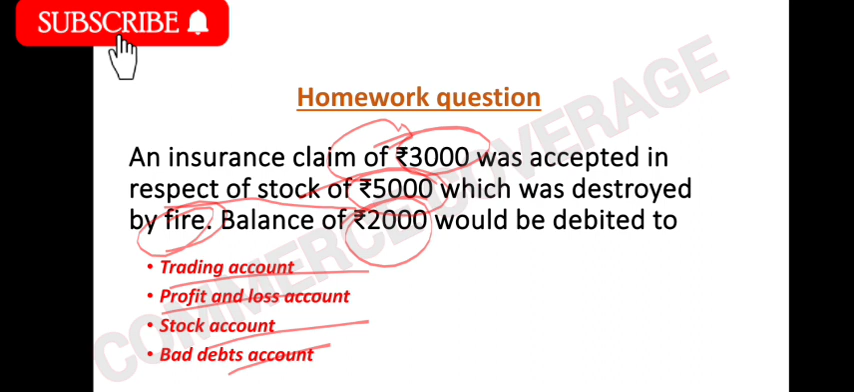 SUBSCRIBE
Homework question
An insurance claim of ₹3000 was accepted in
respect of stock of ₹5000 which was destroyed
by fire. Balance of ₹2000 would be debited to
• Trading account
• Profit and loss account
• Stock account
• Bad debts account
COMMERCE COVERAGE